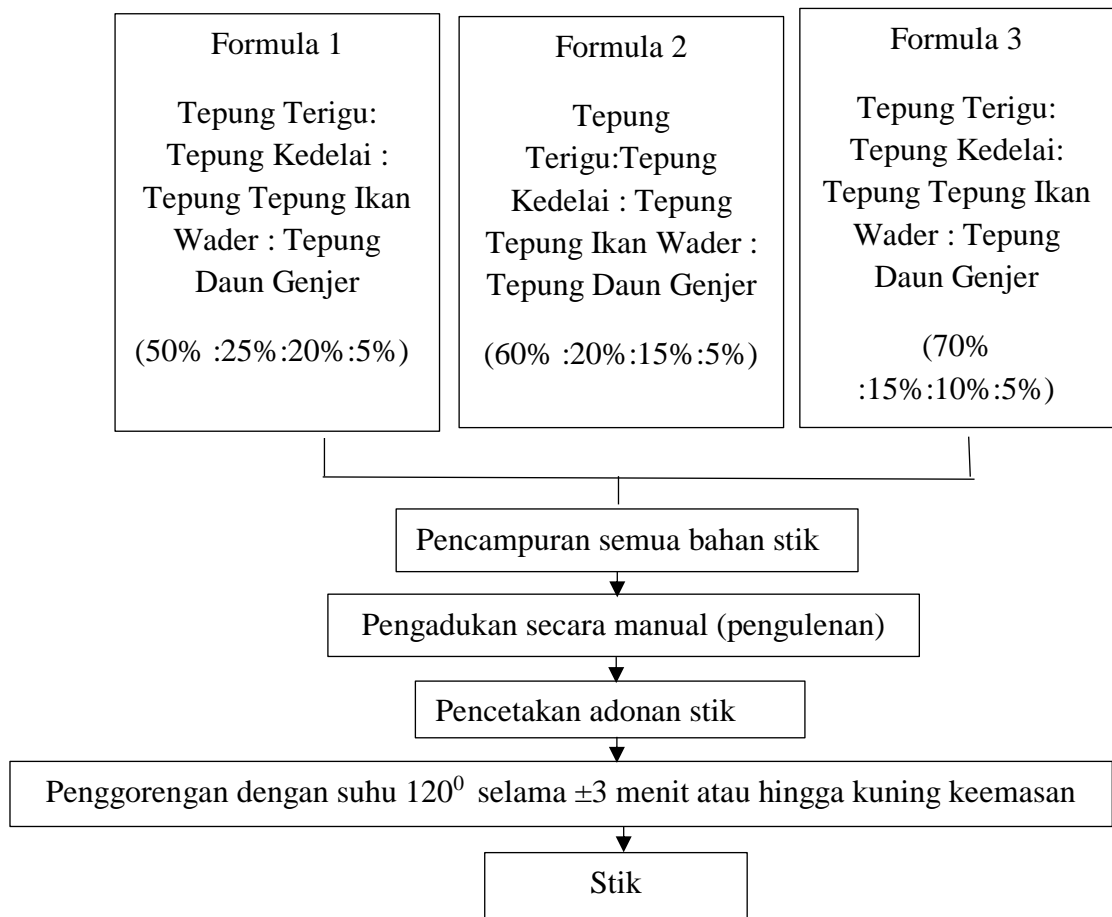 Formula 1
Tepung Terigu:
Tepung Kedelai :
Tepung Tepung Ikan
Wader : Tepung
Daun Genjer
(50% :25%:20%:5%)
Formula 2
Tepung
Terigu:Tepung
Kedelai : Tepung
Tepung Ikan Wader :
Tepung Daun Genjer
(60% :20%:15%:5%)
Formula 3
Tepung Terigu:
Tepung Kedelai:
Tepung Tepung Ikan
Wader : Tepung
Daun Genjer
(70%
:15%:10%:5%)
Pencampuran semua bahan stik
Pengadukan secara manual (pengulenan)
Pencetakan adonan stik
Penggorengan dengan suhu 120⁰ selama ±3 menit atau hingga kuning keemasan
Stik